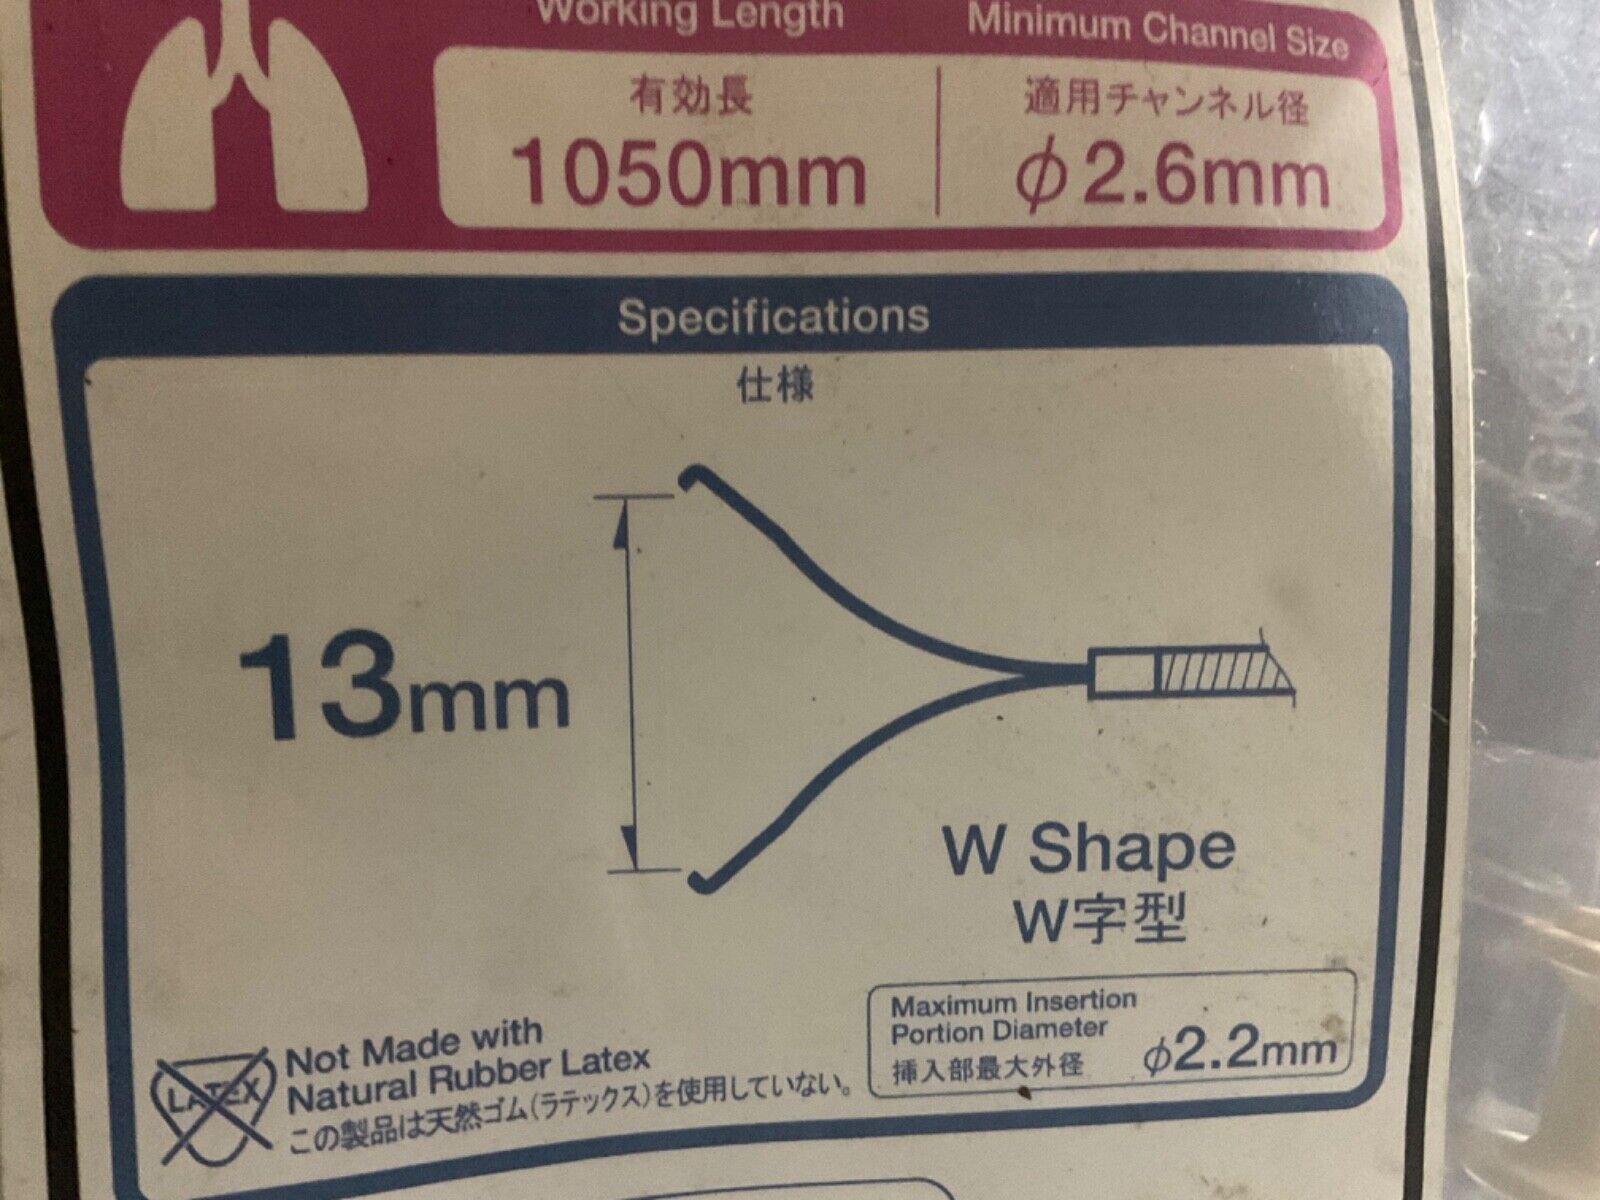 Working Length
Minimum Channel Size
有効長
適用チャンネル径
1050mm
φ2.6mm
Specifications
仕様
13mm
W Shape
W字型
Maximum Insertion
Portion Diameter
挿入部最大外径
φ2.2mm
LATEX
Not Made with
Natural Rubber Latex
この製品は天然ゴム(ラテックス)を使用していない。